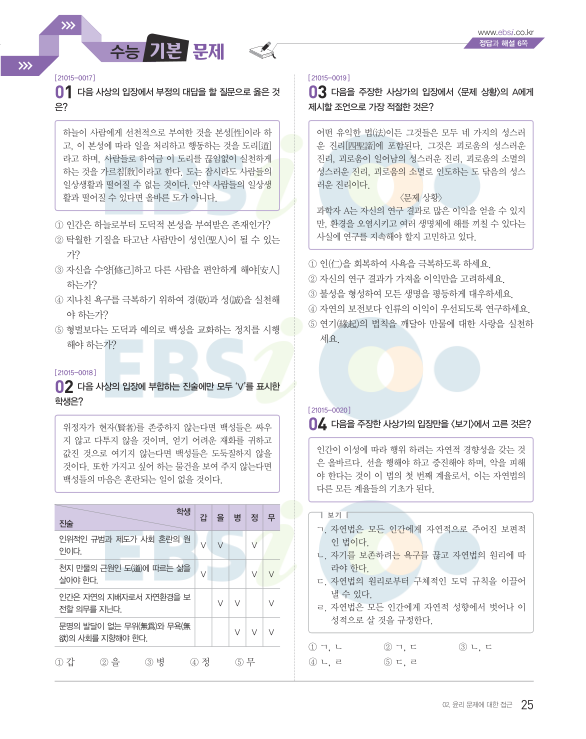 www.ebsi.co.kr
정답과 해설 6쪽
수능 기본 문제
[21015-0017]
01 다음 사상의 입장에서 부정의 대답을 할 질문으로 옳은 것
은?
하늘이 사람에게 선천적으로 부여한 것을 본성[性]이라 하
고, 이 본성에 따라 일을 처리하고 행동하는 것을 도리[道]
라고 하며, 사람들로 하여금 이 도리를 끊임없이 실천하게
하는 것을 가르침[敎]이라고 한다. 도는 잠시라도 사람들의
일상생활과 떨어질 수 없는 것이다. 만약 사람들의 일상생
활과 떨어질 수 있다면 올바른 도가 아니다.
① 인간은 하늘로부터 도덕적 본성을 부여받은 존재인가?
② 탁월한 기질을 타고난 사람만이 성인(聖人)이 될 수 있는
가?
③ 자신을 수양[修己]하고 다른 사람을 편안하게 해야[安人]
하는가?
④ 지나친 욕구를 극복하기 위하여 경(敬)과 성(誠)을 실천해
야 하는가?
⑤ 형벌보다는 도덕과 예의로 백성을 교화하는 정치를 시행
해야 하는가?
[21015-0018]
02 다음 사상의 입장에 부합하는 진술에만 모두 'V'를 표시한
학생은?
위정자가 현자(賢者)를 존중하지 않는다면 백성들은 싸우
지 않고 다투지 않을 것이며, 얻기 어려운 재화를 귀하고
값진 것으로 여기지 않는다면 백성들은 도둑질하지 않을
것이다. 또한 가지고 싶어 하는 물건을 보여 주지 않는다면
백성들의 마음은 혼란되는 일이 없을 것이다.
학생
진술
갑 을 병 정 무
인위적인 규범과 제도가 사회 혼란의 원
인이다.
V V V
천지 만물의 근원인 도(道)에 따르는 삶을
살아야 한다.
V V V
인간은 자연의 지배자로서 자연환경을 보
전할 의무를 지닌다.
V V V
문명의 발달이 없는 무위(無爲)와 무욕(無
欲)의 사회를 지향해야 한다.
V V V
① 갑 ② 을 ③ 병 ④ 정 ⑤ 무
[21015-0019]
03 다음을 주장한 사상가의 입장에서 〈문제 상황〉의 A에게
제시할 조언으로 가장 적절한 것은?
어떤 유익한 법(法)이든 그것들은 모두 네 가지의 성스러
운 진리[四聖諦]에 포함된다. 그것은 괴로움의 성스러운
진리, 괴로움이 일어남의 성스러운 진리, 괴로움의 소멸의
성스러운 진리, 괴로움의 소멸로 인도하는 도 닦음의 성스
러운 진리이다.
〈문제 상황〉
과학자 A는 자신의 연구 결과로 많은 이익을 얻을 수 있지
만, 환경을 오염시키고 여러 생명체에 해를 끼칠 수 있다는
사실에 연구를 지속해야 할지 고민하고 있다.
① 인(仁)을 회복하여 사욕을 극복하도록 하세요.
② 자신의 연구 결과가 가져올 이익만을 고려하세요.
③ 불성을 형성하여 모든 생명을 평등하게 대우하세요.
④ 자연의 보전보다 인류의 이익이 우선되도록 연구하세요.
⑤ 연기(緣起)의 법칙을 깨달아 만물에 대한 사랑을 실천하
세요.
[21015-0020]
04 다음을 주장한 사상가의 입장만을 〈보기〉에서 고른 것은?
인간이 이성에 따라 행위 하려는 자연적 경향성을 갖는 것
은 올바르다. 선을 행해야 하고 증진해야 하며, 악을 피해
야 한다는 것이 이 법의 첫 번째 계율로서, 이는 자연법의
다른 모든 계율들의 기초가 된다.
보기
ㄱ. 자연법은 모든 인간에게 자연적으로 주어진 보편적
인 법이다.
ㄴ. 자기를 보존하려는 욕구를 끊고 자연법의 원리에 따
라야 한다.
ㄷ. 자연법의 원리로부터 구체적인 도덕 규칙을 이끌어
낼 수 있다.
ㄹ. 자연법은 모든 인간에게 자연적 성향에서 벗어나 이
성적으로 살 것을 규정한다.
① ㄱ, ㄴ ② ㄱ, ㄷ ③ ㄴ, ㄷ
④ ㄴ, ㄹ ⑤ ㄷ, ㄹ
02. 윤리 문제에 대한 접근 25